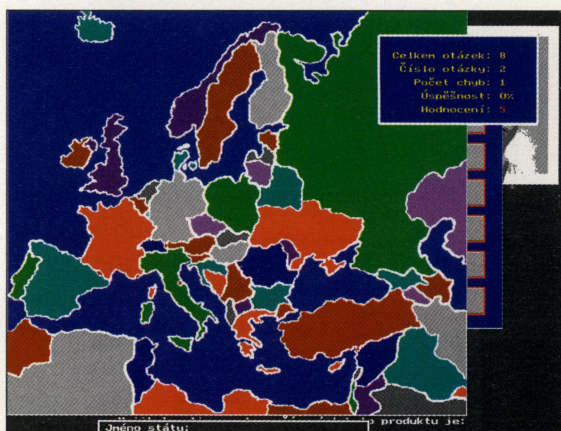 Celkem otázek: 8
Číslo otázky: 2
Počet chyb: 1
Úspěšnost: 0%
Hodnocení: 5
produktu je:
Jméno státu: